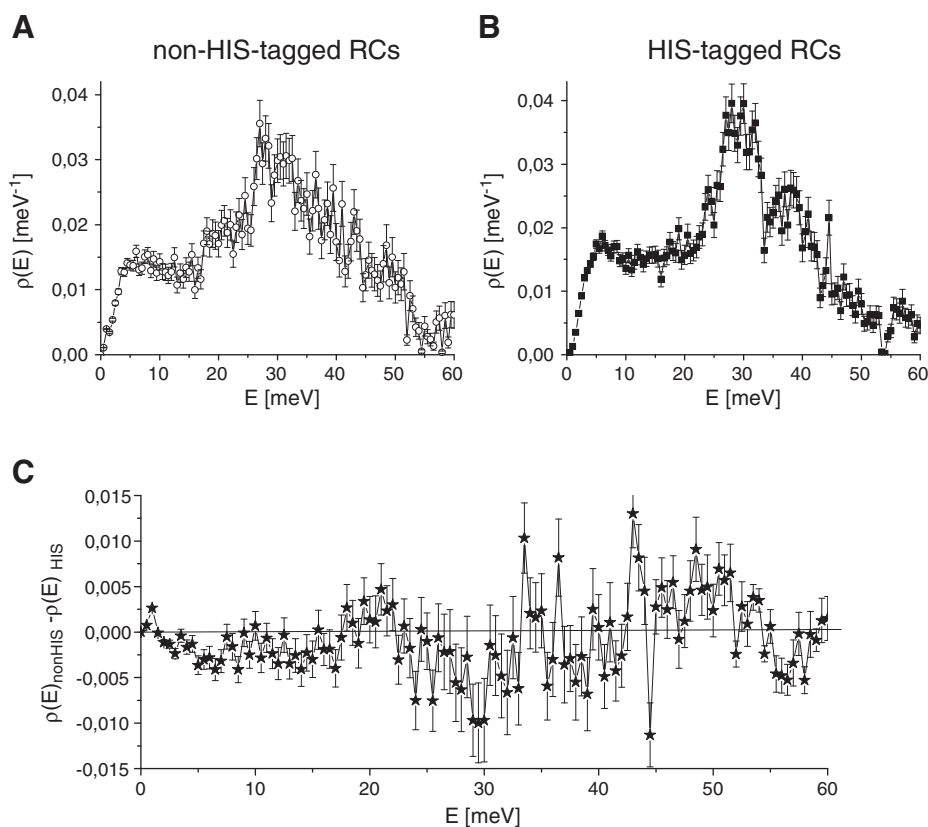 A
non-HIS-tagged RCs
B
HIS-tagged RCs
0,04
0,03
0,02
0,01
0,00
ρ(E) [meV⁻¹]
0 10 20 30 40 50 60
E [meV]
0,04
0,03
0,02
0,01
0,00
ρ(E) [meV⁻¹]
0 10 20 30 40 50 60
E [meV]
C
0,015
0,010
0,005
0,000
-0,005
-0,010
-0,015
ρ(E)nonHIS -ρ(E) HIS
0 10 20 30 40 50 60
E [meV]